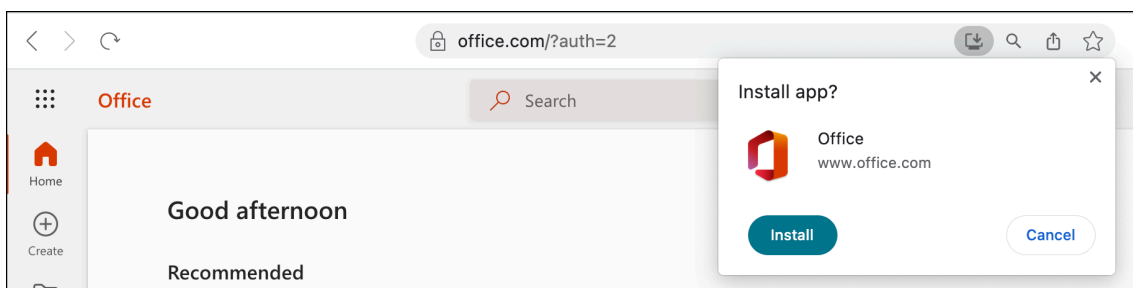 office.com/?auth=2
Office
Search
Home
Create
Good afternoon
Recommended
Install app?
Office
www.office.com
Install
Cancel